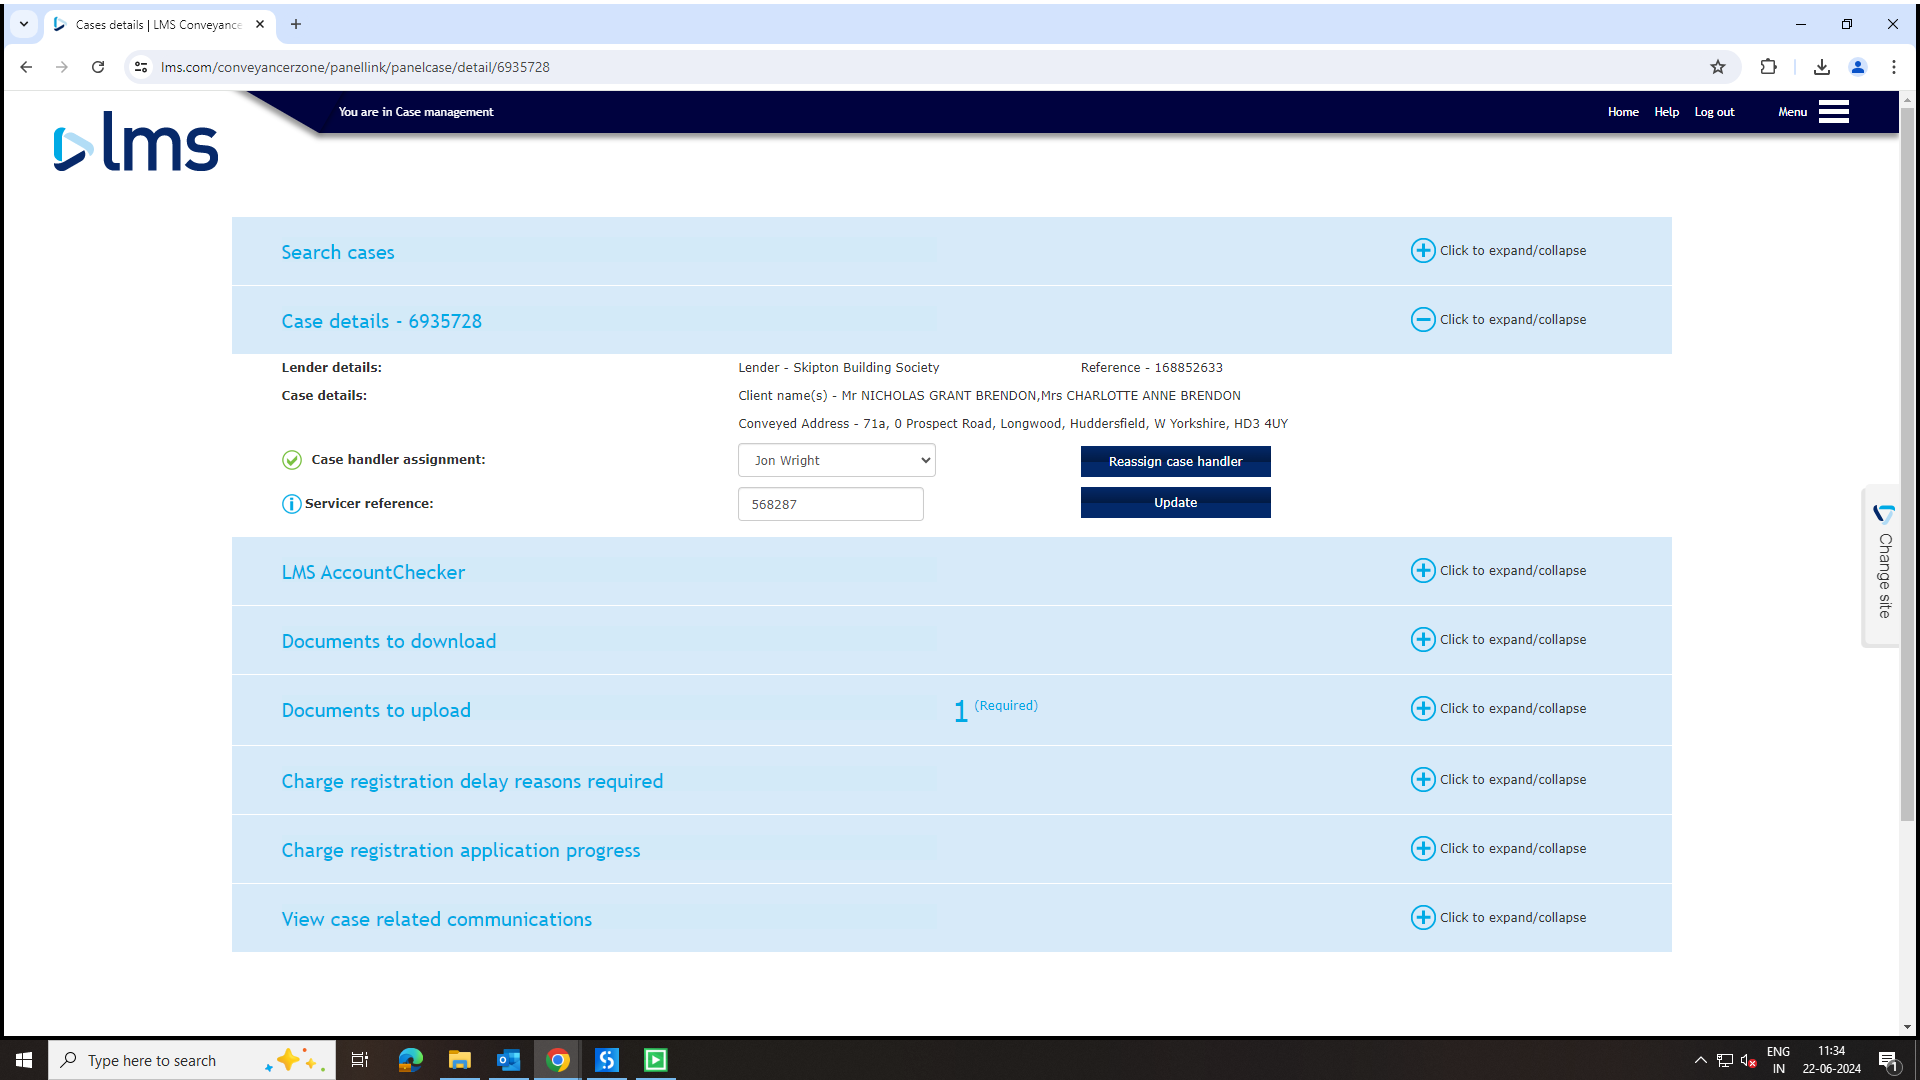 Cases details | LMS Conveyance
lms.com/conveyancerzone/panellink/panelcase/detail/6935728
You are in Case management
Home Help Log out Menu
lms
Search cases
Click to expand/collapse
Case details - 6935728
Click to expand/collapse
Lender details:
Lender - Skipton Building Society
Reference - 168852633
Case details:
Client name(s) - Mr NICHOLAS GRANT BRENDON,Mrs CHARLOTTE ANNE BRENDON
Conveyed Address - 71a, 0 Prospect Road, Longwood, Huddersfield, W Yorkshire, HD3 4UY
Case handler assignment:
Jon Wright
Reassign case handler
Servicer reference:
568287
Update
Change site
LMS AccountChecker
Click to expand/collapse
Documents to download
Click to expand/collapse
Documents to upload
1 (Required)
Click to expand/collapse
Charge registration delay reasons required
Click to expand/collapse
Charge registration application progress
Click to expand/collapse
View case related communications
Click to expand/collapse
Type here to search
ENG
IN
11:34
22-06-2024
1